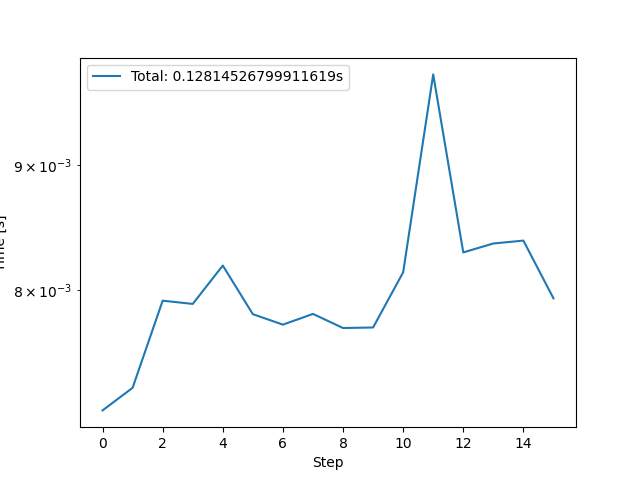 Total: 0.12814526799911619s
9 × 10⁻³
8 × 10⁻³
[s]
0 2 4 6 8 10 12 14
Step